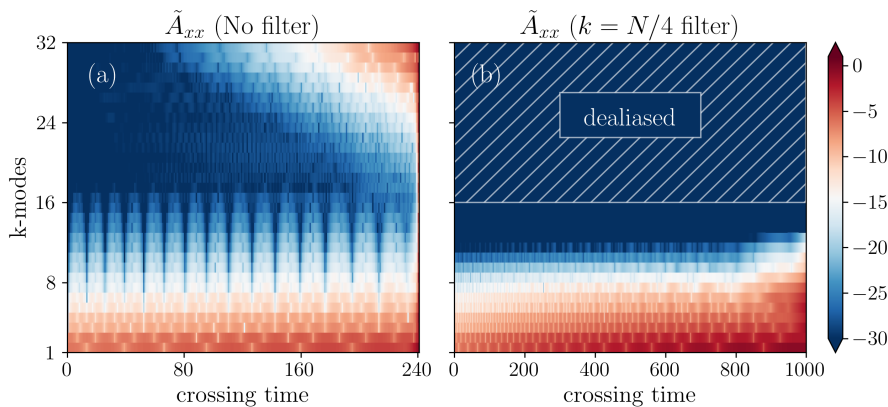 Ã_xx (No filter)
Ã_xx (k = N/4 filter)
(a)
(b)
dealiased
k-modes
32
24
16
8
1
0
80
160
240
crossing time
0
200
400
600
800
1000
crossing time
0
−5
−10
−15
−20
−25
−30